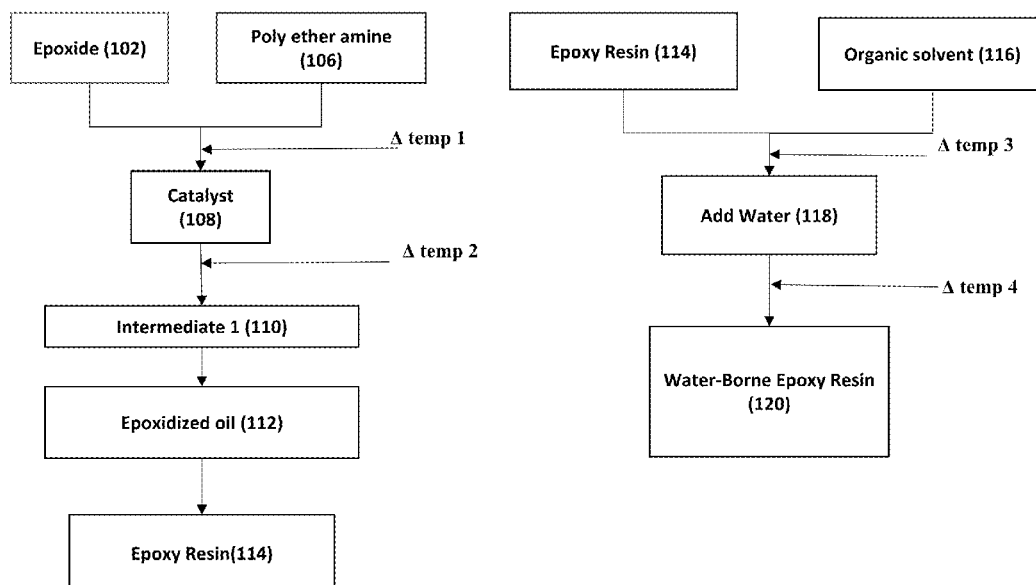 Epoxide (102)
Poly ether amine
(106)
Δ temp 1
Catalyst
(108)
Δ temp 2
Intermediate 1 (110)
Epoxidized oil (112)
Epoxy Resin(114)
Epoxy Resin (114)
Organic solvent (116)
Δ temp 3
Add Water (118)
Δ temp 4
Water-Borne Epoxy Resin
(120)